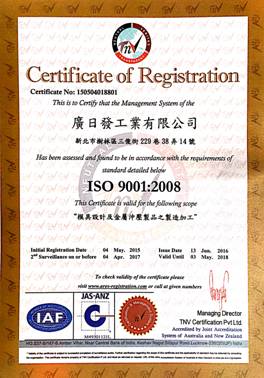 TNV
Certificate of Registration
Certificate No: 150504018801
This is to Certify that the Management System of the
廣日發工業有限公司
新北市樹林區三俊街229巷38弄14號
Has been assessed and found to be in accordance with the requirements of
standard detailed below
ISO 9001:2008
This Certificate is valid for the following scope
"模具設計及金屬沖壓製品之製造加工"
Initial Registration Date 04 May. 2015 Issue Date 13 Jun. 2016
2nd Surveillance on or before 04 Apr. 2017 Valid Until 03 May. 2018
To check validity of the certificate please
visit www.ares-registration.com or call at given numbers
IAF
JAS-ANZ
C
Managing Director
TNV Certification Pvt Ltd.
Accredited by Joint Accreditation
System of Australia and New Zealand